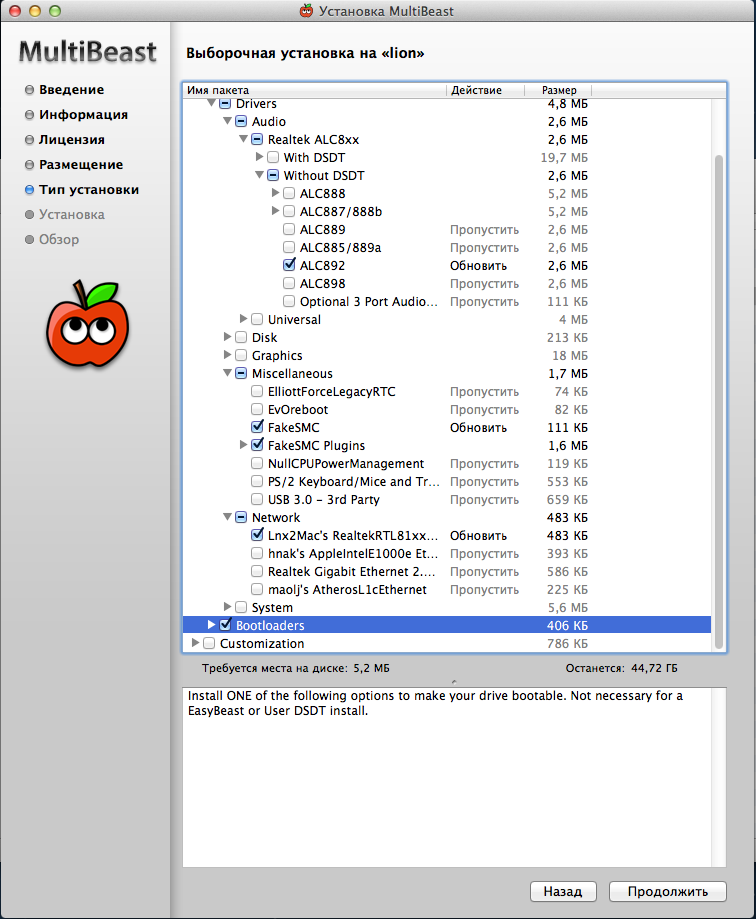 Установка MultiBeast
MultiBeast
Введение
Информация
Лицензия
Размещение
Тип установки
Установка
Обзор
Выборочная установка на «lion»
Имя пакета Действие Размер
Drivers 4,8 МБ
Audio 2,6 МБ
Realtek ALC8xx 2,6 МБ
With DSDT 19,7 МБ
Without DSDT 2,6 МБ
ALC888 5,2 МБ
ALC887/888b 5,2 МБ
ALC889 Пропустить 2,6 МБ
ALC885/889a Пропустить 2,6 МБ
ALC892 Обновить 2,6 МБ
ALC898 Пропустить 2,6 МБ
Optional 3 Port Audio... Пропустить 111 КБ
Universal 4 МБ
Disk 213 КБ
Graphics 18 МБ
Miscellaneous 1,7 МБ
ElliottForceLegacyRTC Пропустить 74 КБ
EvOreboot Пропустить 82 КБ
FakeSMC Обновить 111 КБ
FakeSMC Plugins 1,6 МБ
NullCPUPowerManagement Пропустить 119 КБ
PS/2 Keyboard/Mice and Tr... Пропустить 553 КБ
USB 3.0 - 3rd Party Пропустить 659 КБ
Network 483 КБ
Lnx2Mac's RealtekRTL81xx... Обновить 483 КБ
hnak's AppleIntelE1000e Et... Пропустить 393 КБ
Realtek Gigabit Ethernet 2.... Пропустить 586 КБ
maolj's AtherosL1cEthernet Пропустить 225 КБ
System 5,6 МБ
Bootloaders 406 КБ
Customization 786 КБ
Требуется места на диске: 5,2 МБ Останется: 44,72 ГБ
Install ONE of the following options to make your drive bootable. Not necessary for a
EasyBeast or User DSDT install.
Назад Продолжить